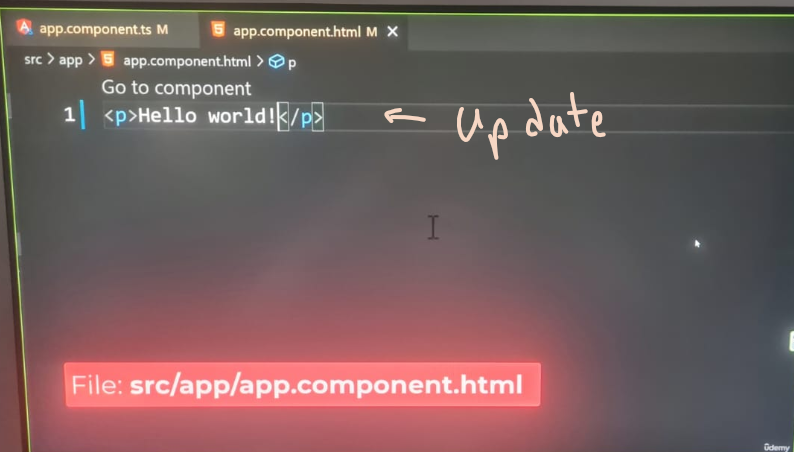 app.component.ts M app.component.html M ×
src > app > app.component.html > p
Go to component
1 <p>Hello world!</p> ← update
File: src/app/app.component.html
ûdemy